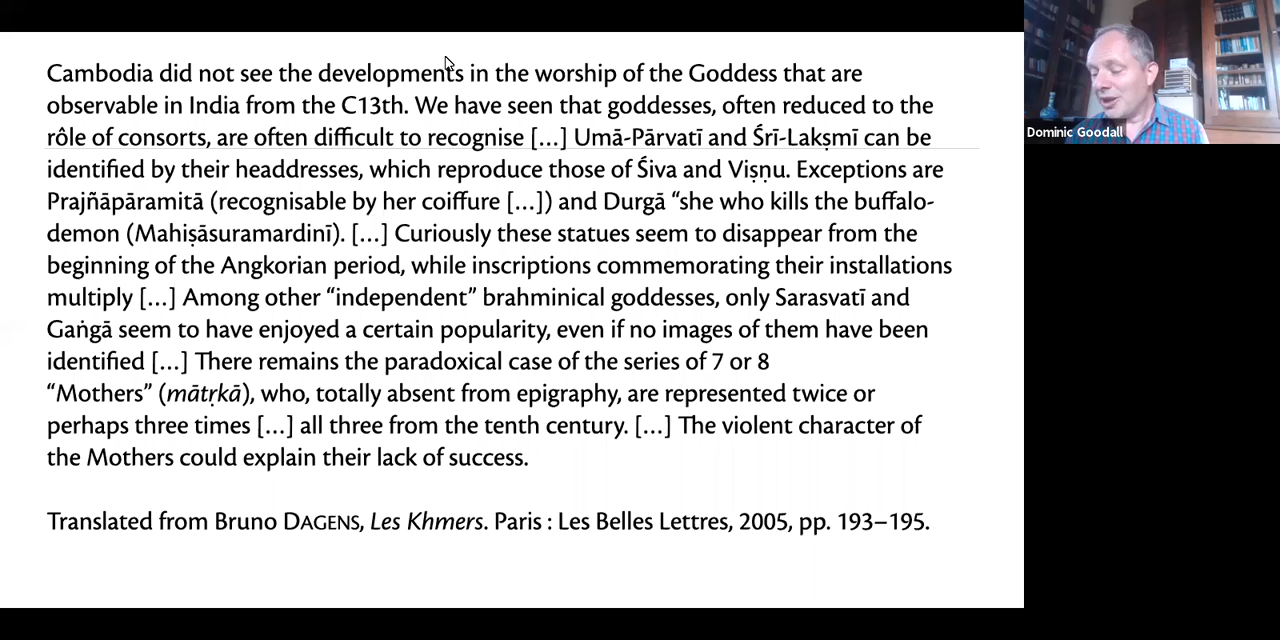 Cambodia did not see the developments in the worship of the Goddess that are
observable in India from the C13th. We have seen that goddesses, often reduced to the
rôle of consorts, are often difficult to recognise [...] Umā-Pārvatī and Śrī-Lakṣmī can be
identified by their headdresses, which reproduce those of Śiva and Viṣṇu. Exceptions are
Prajñāpāramitā (recognisable by her coiffure [...]) and Durgā “she who kills the buffalo-
demon (Mahiṣāsuramardinī). [...] Curiously these statues seem to disappear from the
beginning of the Angkorian period, while inscriptions commemorating their installations
multiply [...] Among other “independent” brahminical goddesses, only Sarasvatī and
Gaṅgā seem to have enjoyed a certain popularity, even if no images of them have been
identified [...] There remains the paradoxical case of the series of 7 or 8
“Mothers” (mātṛkā), who, totally absent from epigraphy, are represented twice or
perhaps three times [...] all three from the tenth century. [...] The violent character of
the Mothers could explain their lack of success.
Translated from Bruno DAGENS, Les Khmers. Paris : Les Belles Lettres, 2005, pp. 193–195.
Dominic Goodall